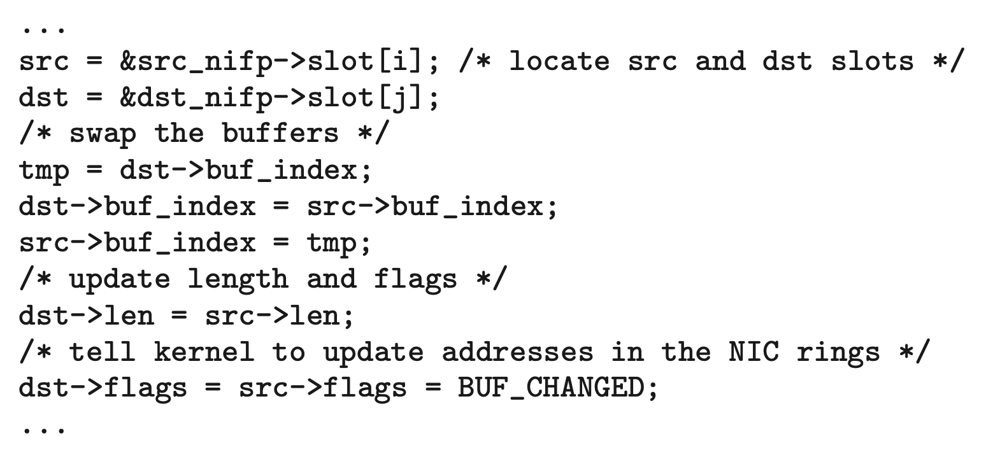 ...
src = &src_nifp->slot[i]; /* locate src and dst slots */
dst = &dst_nifp->slot[j];
/* swap the buffers */
tmp = dst->buf_index;
dst->buf_index = src->buf_index;
src->buf_index = tmp;
/* update length and flags */
dst->len = src->len;
/* tell kernel to update addresses in the NIC rings */
dst->flags = src->flags = BUF_CHANGED;
...